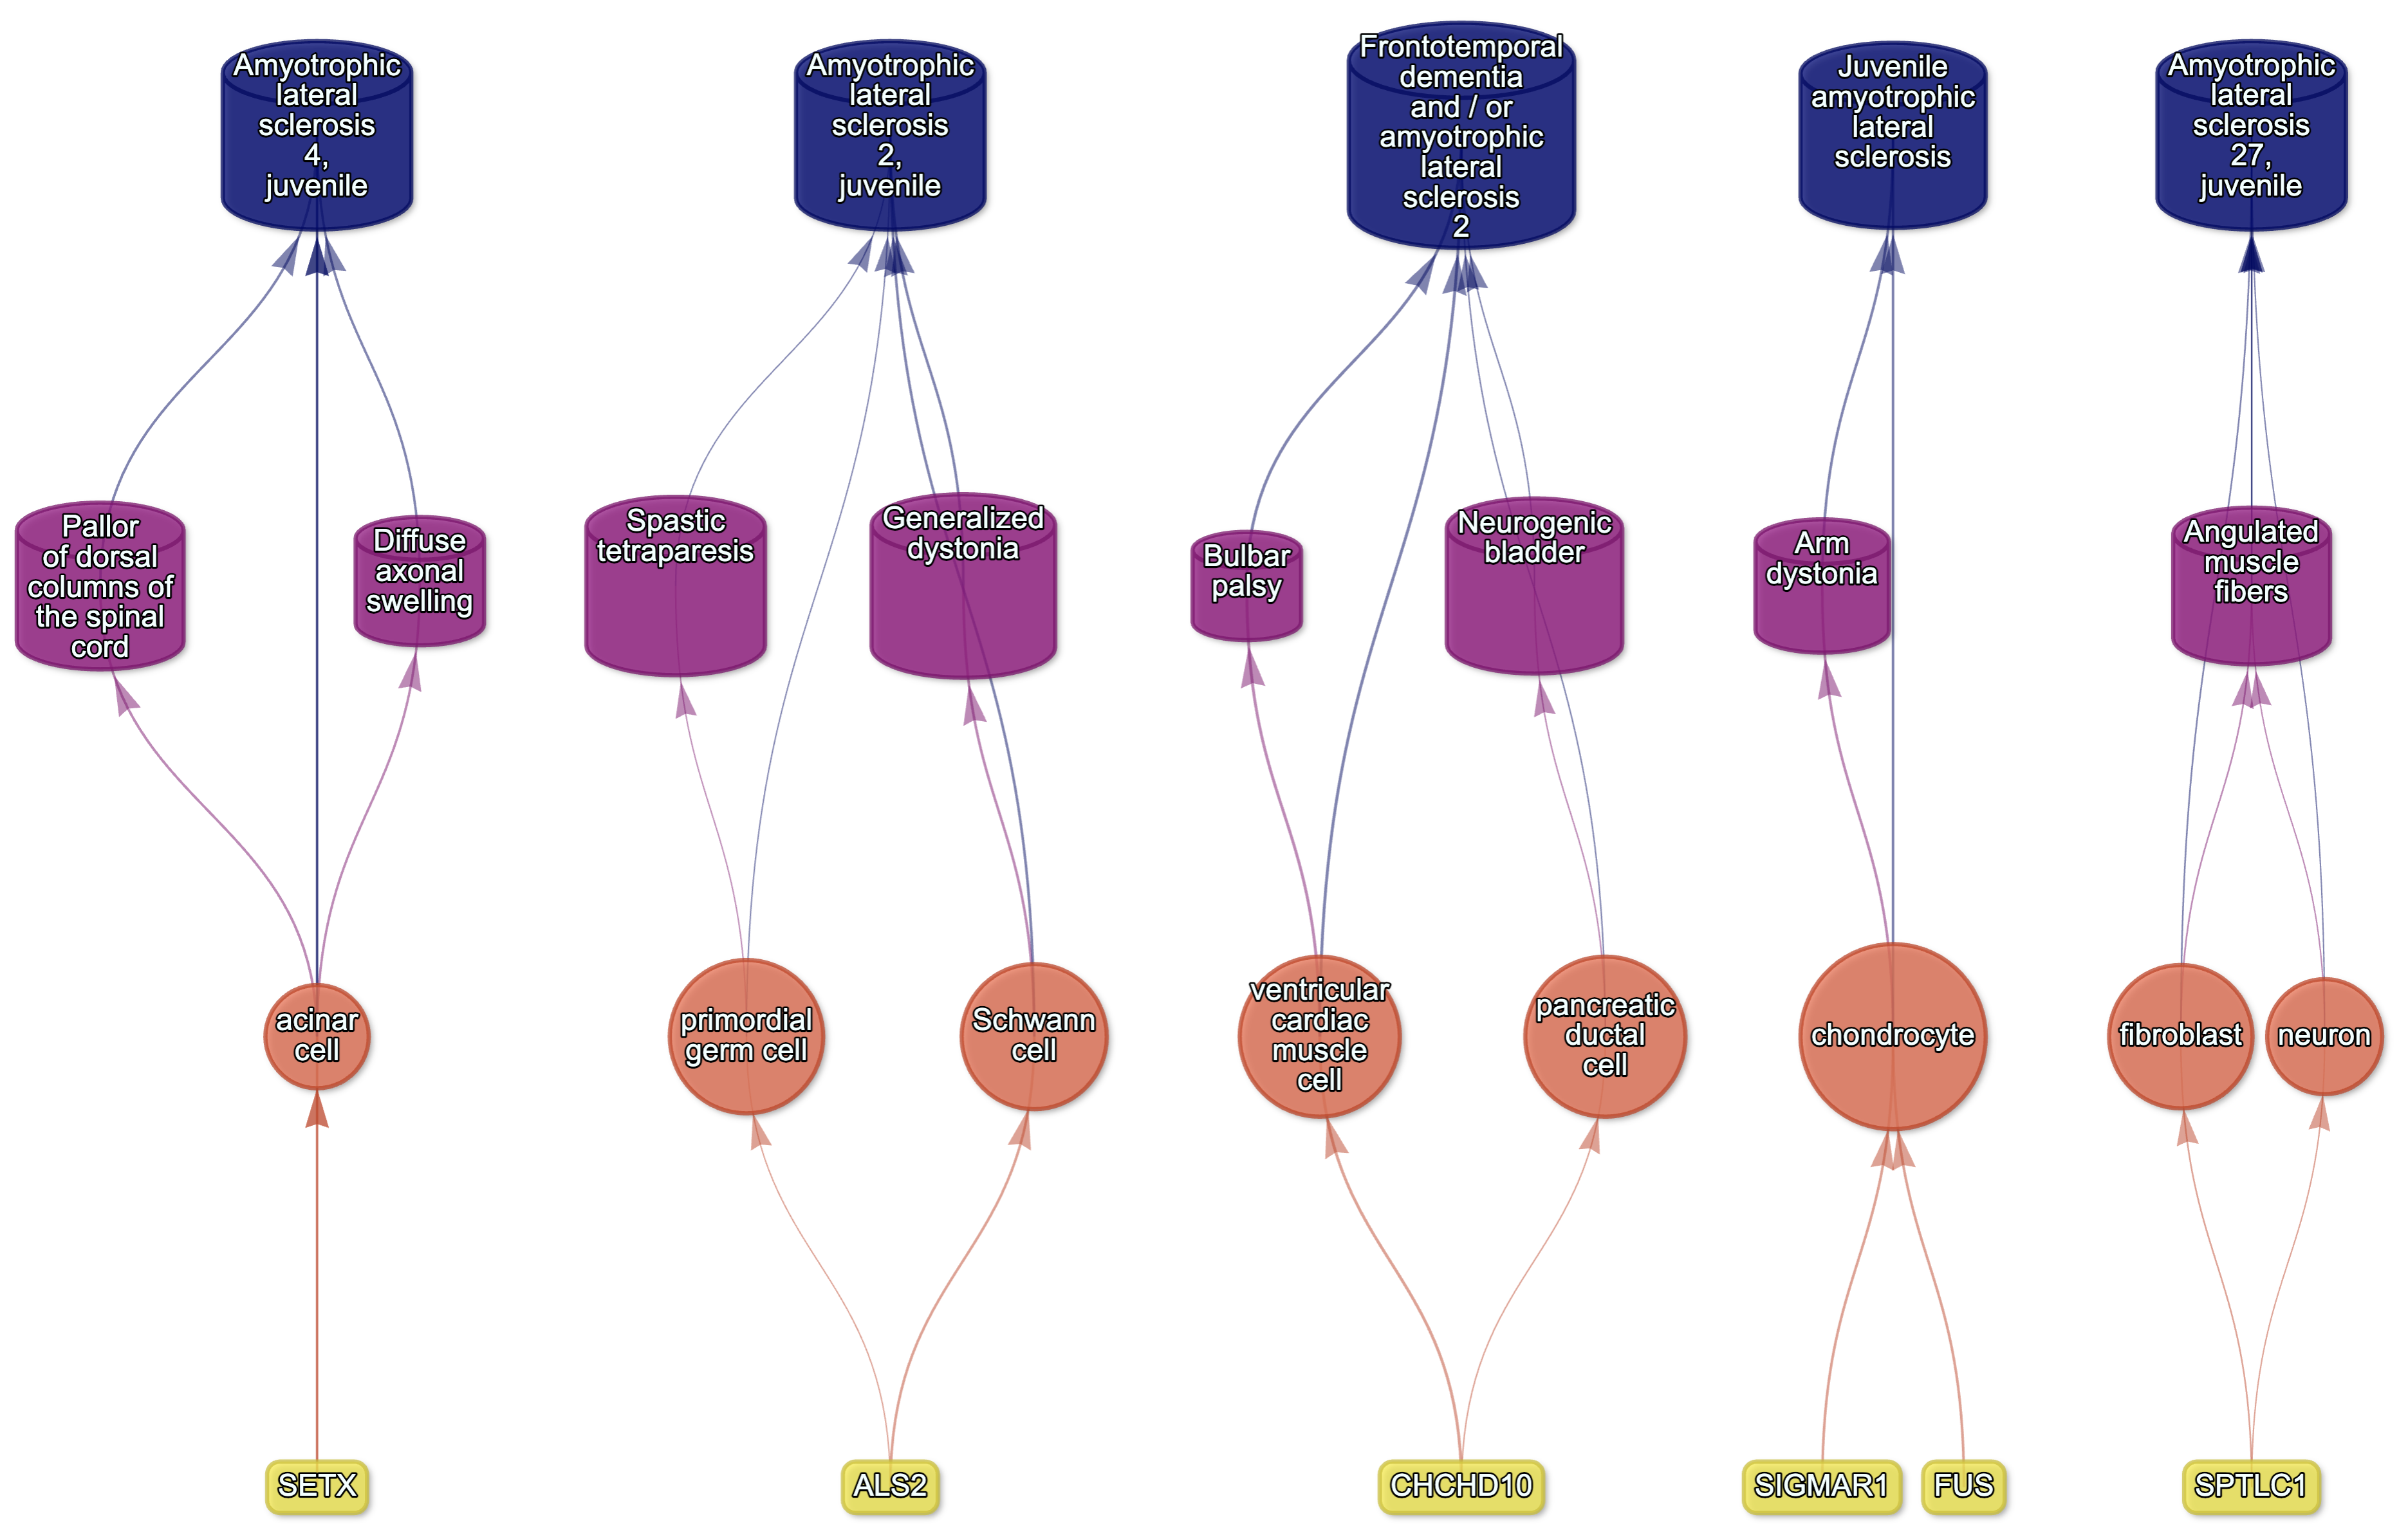 Amyotrophic
lateral
sclerosis
4,
juvenile
Amyotrophic
lateral
sclerosis
2,
juvenile
Frontotemporal
dementia
and / or
amyotrophic
lateral
sclerosis
2
Juvenile
amyotrophic
lateral
sclerosis
Amyotrophic
lateral
sclerosis
27,
juvenile
Pallor
of dorsal
columns of
the spinal
cord
Diffuse
axonal
swelling
Spastic
tetraparesis
Generalized
dystonia
Bulbar
palsy
Neurogenic
bladder
Arm
dystonia
Angulated
muscle
fibers
acinar
cell
primordial
germ cell
Schwann
cell
ventricular
cardiac
muscle
cell
pancreatic
ductal
cell
chondrocyte
fibroblast
neuron
SETX
ALS2
CHCHD10
SIGMAR1
FUS
SPTLC1